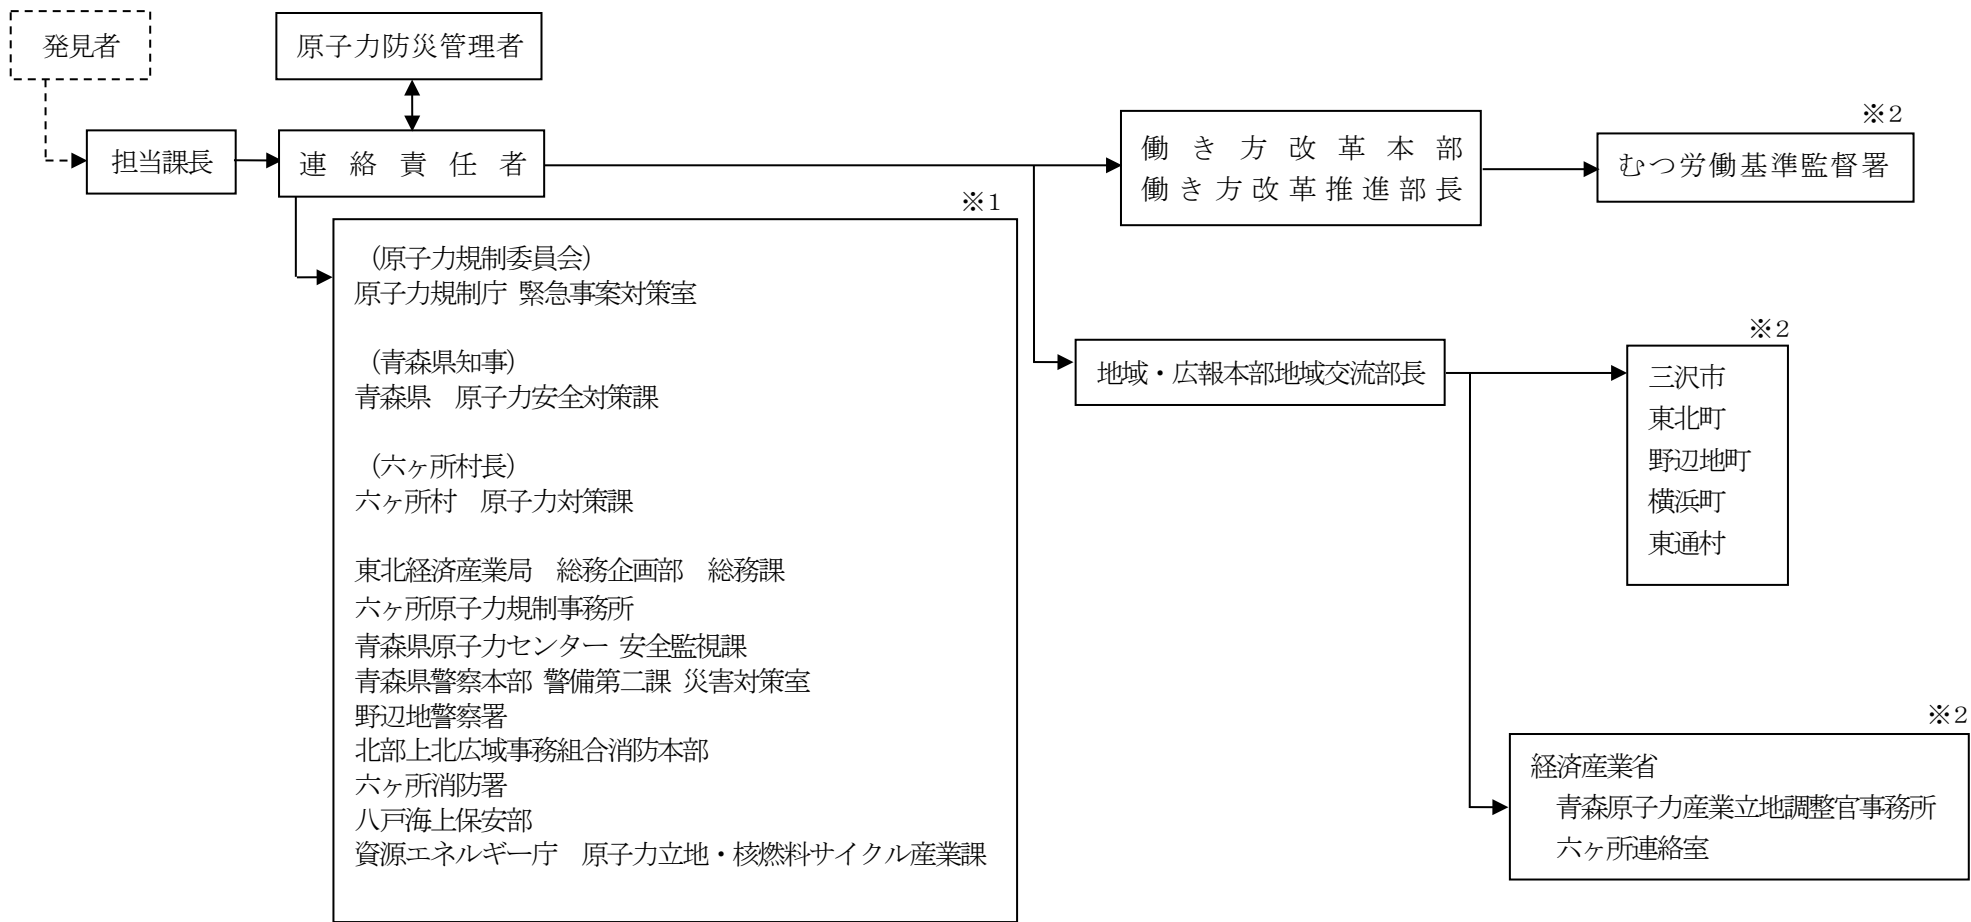 発見者
原子力防災管理者
担当課長
連絡責任者
働き方改革本部
働き方改革推進部長
※2
むつ労働基準監督署
※1
（原子力規制委員会）
原子力規制庁 緊急事案対策室
（青森県知事）
青森県　原子力安全対策課
（六ヶ所村長）
六ヶ所村　原子力対策課
東北経済産業局　総務企画部　総務課
六ヶ所原子力規制事務所
青森県原子力センター 安全監視課
青森県警察本部 警備第二課 災害対策室
野辺地警察署
北部上北広域事務組合消防本部
六ヶ所消防署
八戸海上保安部
資源エネルギー庁　原子力立地・核燃料サイクル産業課
地域・広報本部地域交流部長
※2
三沢市
東北町
野辺地町
横浜町
東通村
※2
経済産業省
青森原子力産業立地調整官事務所
六ヶ所連絡室